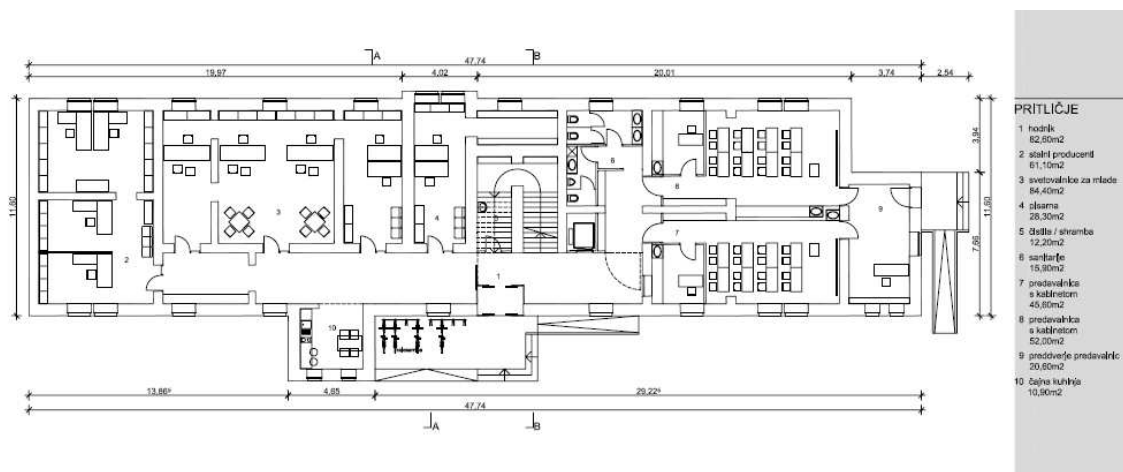 A
B
47,74
19,97
4,02
20,01
3,74
2,54
11,60
3,94
7,66
11,60
6
8
3
4
5
9
2
7
1
10
13,86⁵
4,65
29,22⁵
47,74
A
B
PRITLIČJE
1 hodnik
82,60m2
2 stalni producenti
61,10m2
3 svetovalnice za mlade
84,40m2
4 pisarna
28,30m2
5 čistila / shramba
12,20m2
6 sanitarije
15,90m2
7 predavalnica
s kabinetom
45,60m2
8 predavalnica
s kabinetom
52,00m2
9 preddverje predavalnic
20,60m2
10 čajna kuhinja
10,90m2